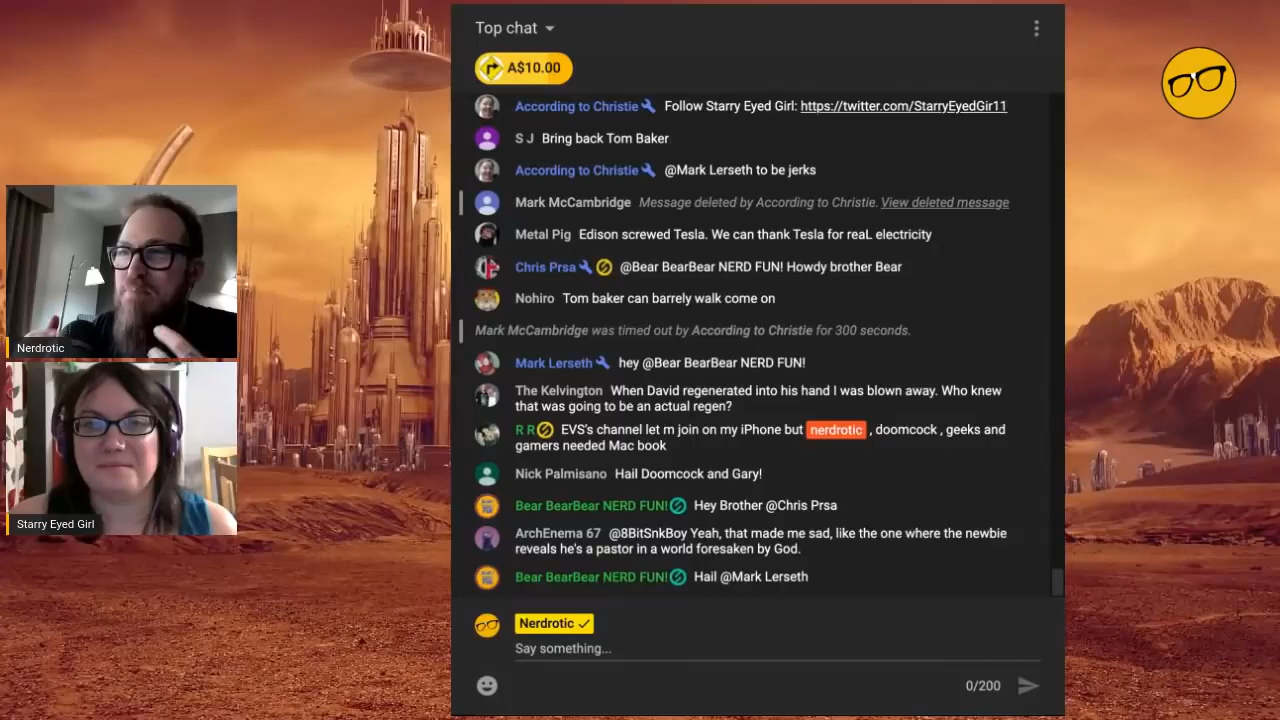 Top chat
A$10.00
According to Christie Follow Starry Eyed Girl: https://twitter.com/StarryEyedGir11
S J Bring back Tom Baker
According to Christie @Mark Lerseth to be jerks
Mark McCambridge Message deleted by According to Christie. View deleted message
Metal Pig Edison screwed Tesla. We can thank Tesla for reaL electricity
Chris Prsa @Bear BearBear NERD FUN! Howdy brother Bear
Nohiro Tom baker can barrely walk come on
Mark McCambridge was timed out by According to Christie for 300 seconds.
Mark Lerseth hey @Bear BearBear NERD FUN!
The Kelvington When David regenerated into his hand I was blown away. Who knew
that was going to be an actual regen?
R R EVS's channel let m join on my iPhone but nerdrotic , doomcock , geeks and
gamers needed Mac book
Nick Palmisano Hail Doomcock and Gary!
Bear BearBear NERD FUN! Hey Brother @Chris Prsa
ArchEnema 67 @8BitSnkBoy Yeah, that made me sad, like the one where the newbie
reveals he's a pastor in a world foresaken by God.
Bear BearBear NERD FUN! Hail @Mark Lerseth
Nerdrotic
Say something...
0/200
Nerdrotic
Starry Eyed Girl